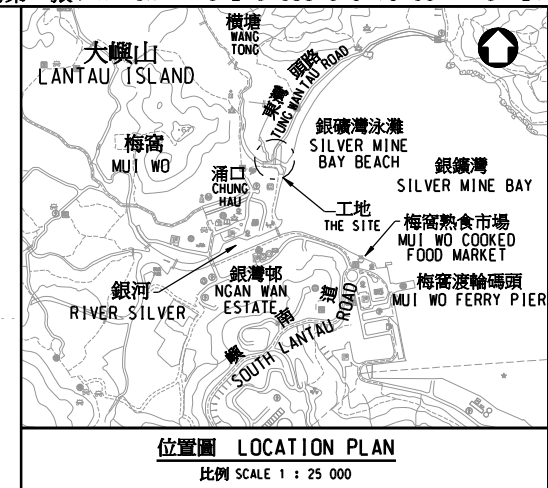 橫塘
WANG
TONG
大嶼山
LANTAU ISLAND
東灣頭路
TUNG WAN TAU ROAD
梅窩
MUI WO
銀礦灣泳灘
SILVER MINE
BAY BEACH
銀鑛灣
SILVER MINE BAY
涌口
CHUNG
HAU
工地
THE SITE
梅窩熟食市場
MUI WO COOKED
FOOD MARKET
銀河
RIVER SILVER
銀灣邨
NGAN WAN
ESTATE
梅窩渡輪碼頭
MUI WO FERRY PIER
嶼南道
SOUTH LANTAU ROAD
位置圖 LOCATION PLAN
比例 SCALE 1 : 25 000